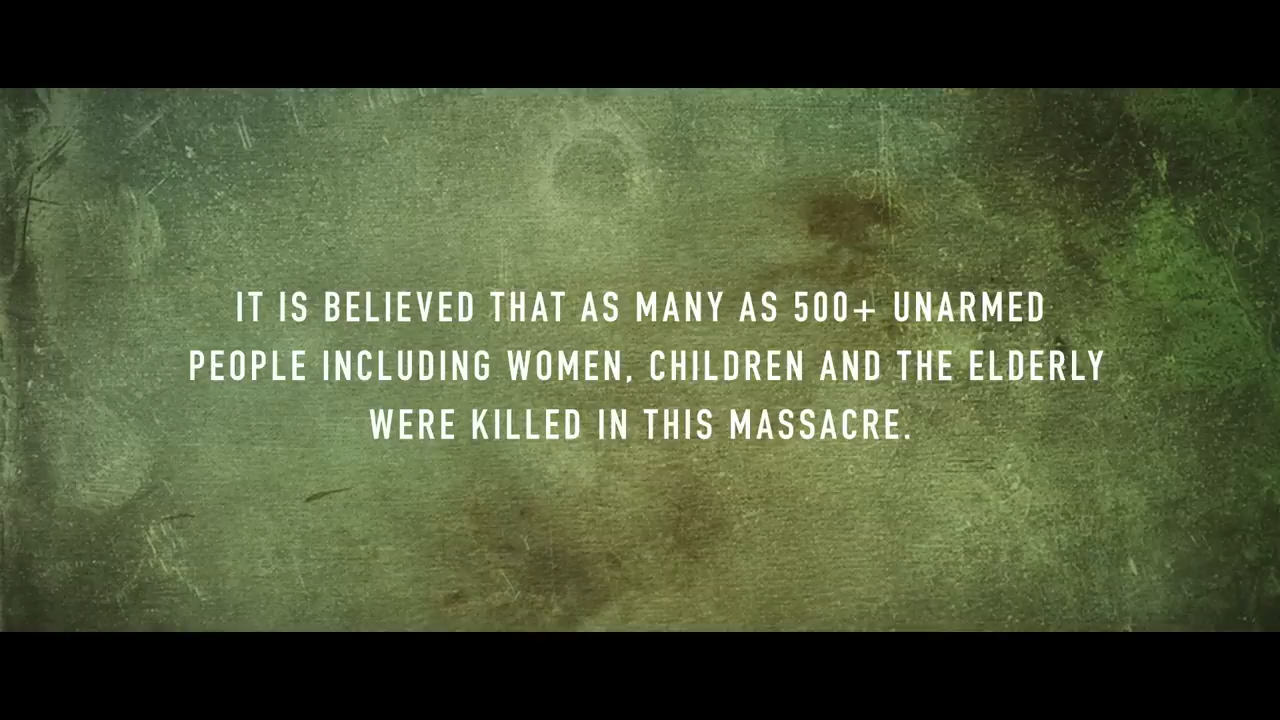 IT IS BELIEVED THAT AS MANY AS 500+ UNARMED
PEOPLE INCLUDING WOMEN, CHILDREN AND THE ELDERLY
WERE KILLED IN THIS MASSACRE.